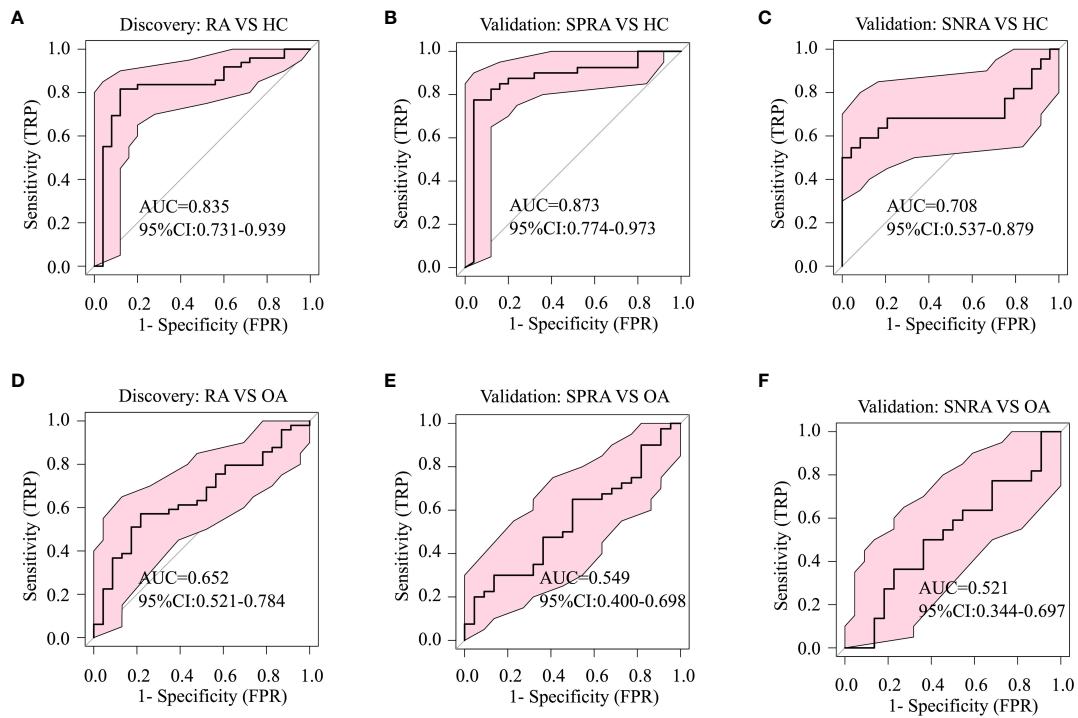 A
Discovery: RA VS HC
1.0
0.8
0.6
0.4
0.2
0.0
Sensitivity (TRP)
AUC=0.835
95%CI:0.731-0.939
0.0 0.2 0.4 0.6 0.8 1.0
1- Specificity (FPR)
B
Validation: SPRA VS HC
1.0
0.8
0.6
0.4
0.2
0.0
Sensitivity (TRP)
AUC=0.873
95%CI:0.774-0.973
0.0 0.2 0.4 0.6 0.8 1.0
1- Specificity (FPR)
C
Validation: SNRA VS HC
1.0
0.8
0.6
0.4
0.2
0.0
Sensitivity (TRP)
AUC=0.708
95%CI:0.537-0.879
0.0 0.2 0.4 0.6 0.8 1.0
1- Specificity (FPR)
D
Discovery: RA VS OA
1.0
0.8
0.6
0.4
0.2
0.0
Sensitivity (TRP)
AUC=0.652
95%CI:0.521-0.784
0.0 0.2 0.4 0.6 0.8 1.0
1- Specificity (FPR)
E
Validation: SPRA VS OA
1.0
0.8
0.6
0.4
0.2
0.0
Sensitivity (TRP)
AUC=0.549
95%CI:0.400-0.698
0.0 0.2 0.4 0.6 0.8 1.0
1- Specificity (FPR)
F
Validation: SNRA VS OA
1.0
0.8
0.6
0.4
0.2
0.0
Sensitivity (TRP)
AUC=0.521
95%CI:0.344-0.697
0.0 0.2 0.4 0.6 0.8 1.0
1- Specificity (FPR)